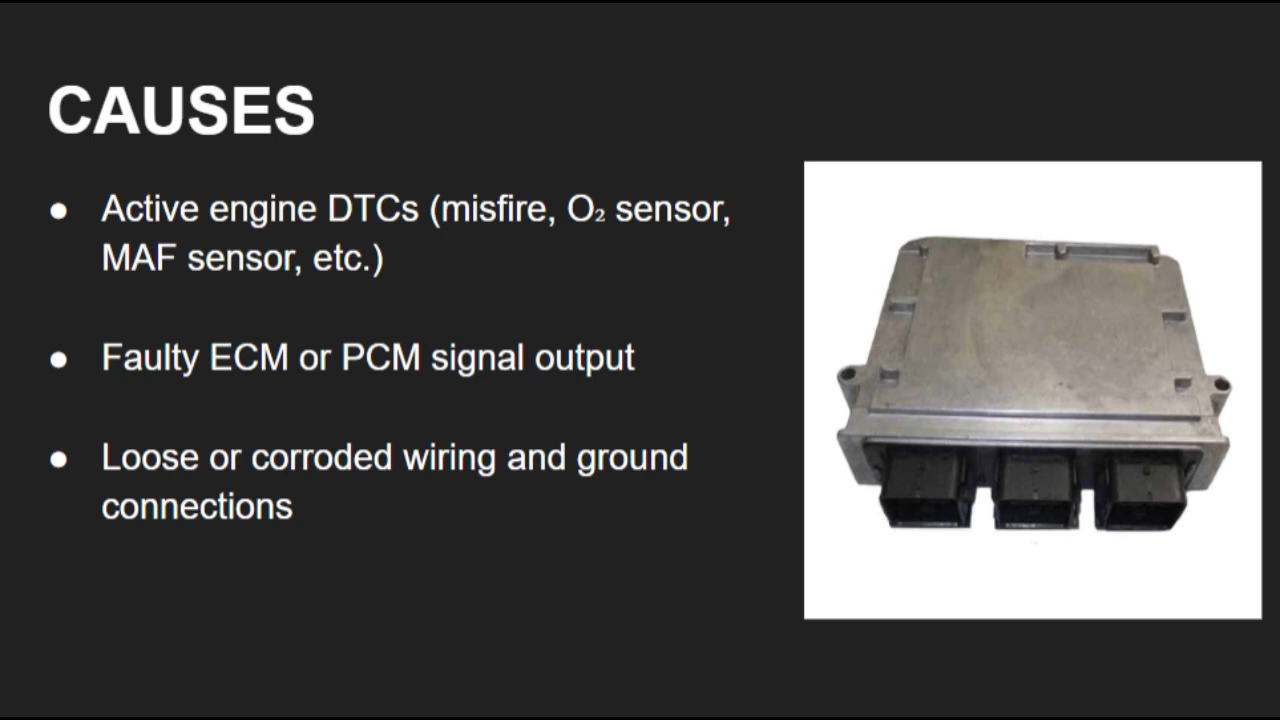 CAUSES
● Active engine DTCs (misfire, O₂ sensor,
MAF sensor, etc.)
● Faulty ECM or PCM signal output
● Loose or corroded wiring and ground
connections